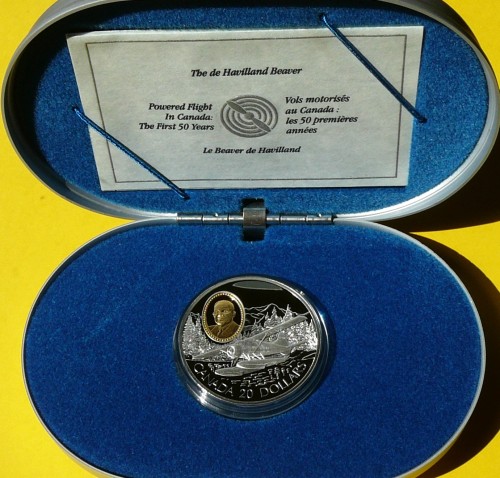 The de Havilland Beaver
Powered Flight
In Canada:
The First 50 Years
Vols motorisés
au Canada :
les 50 premières
années
Le Beaver de Havilland
CANADA 20 DOLLARS